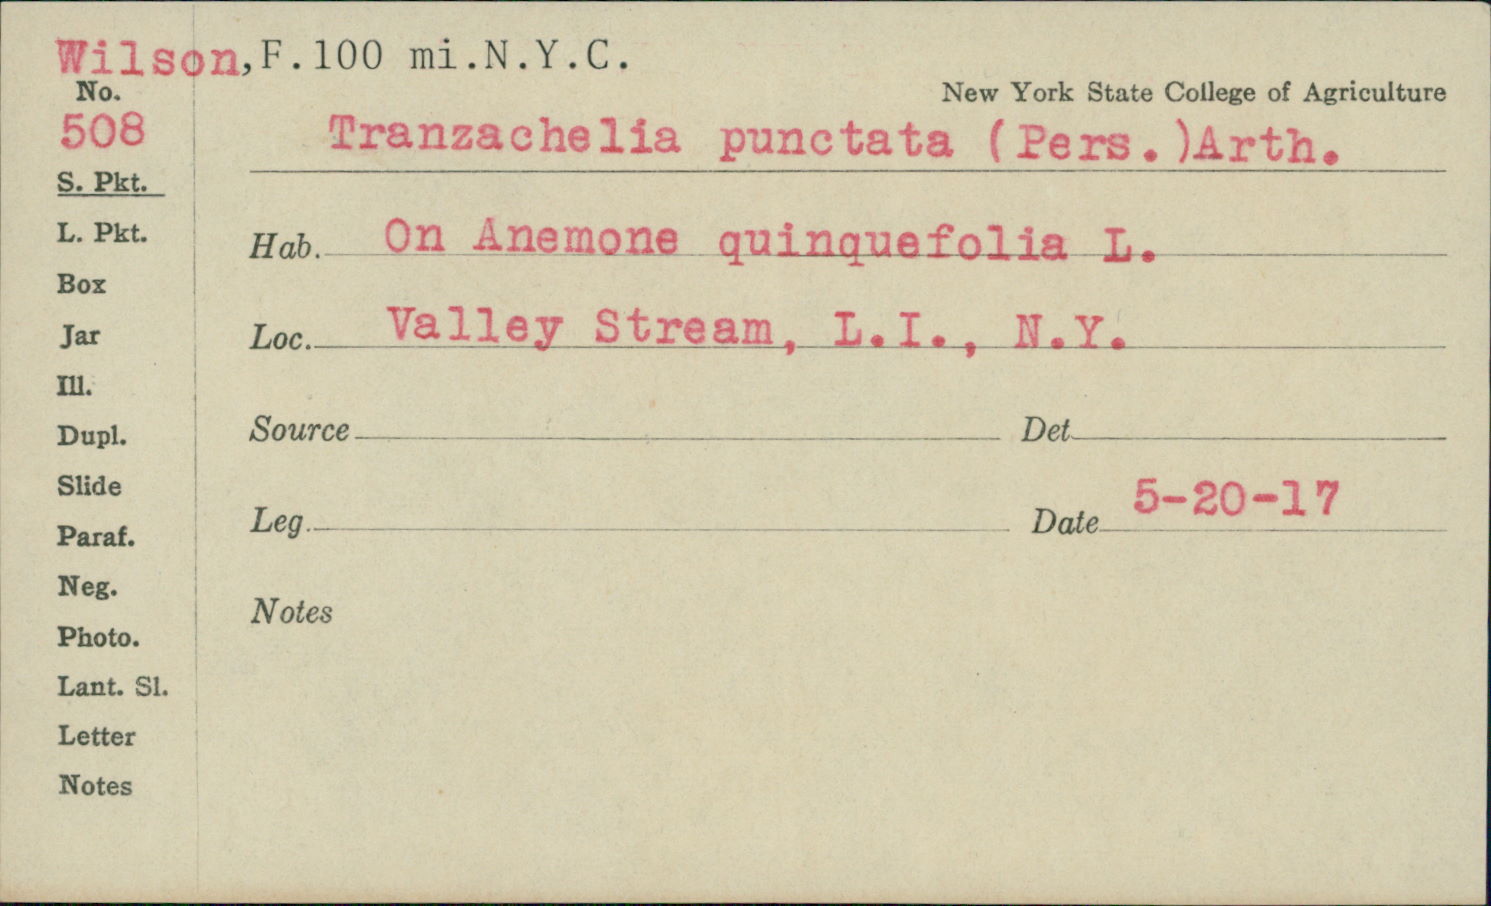 Wilson,F.100 mi.N.Y.C.
New York State College of Agriculture
No.
508
Tranzachelia punctata (Pers.)Arth.
S. Pkt.
L. Pkt.
Hab. On Anemone quinquefolia L.
Box
Jar
Loc. Valley Stream, L.I., N.Y.
Ill.
Dupl.
Source Det.
Slide
Leg. Date 5-20-17
Paraf.
Neg.
Notes
Photo.
Lant. Sl.
Letter
Notes